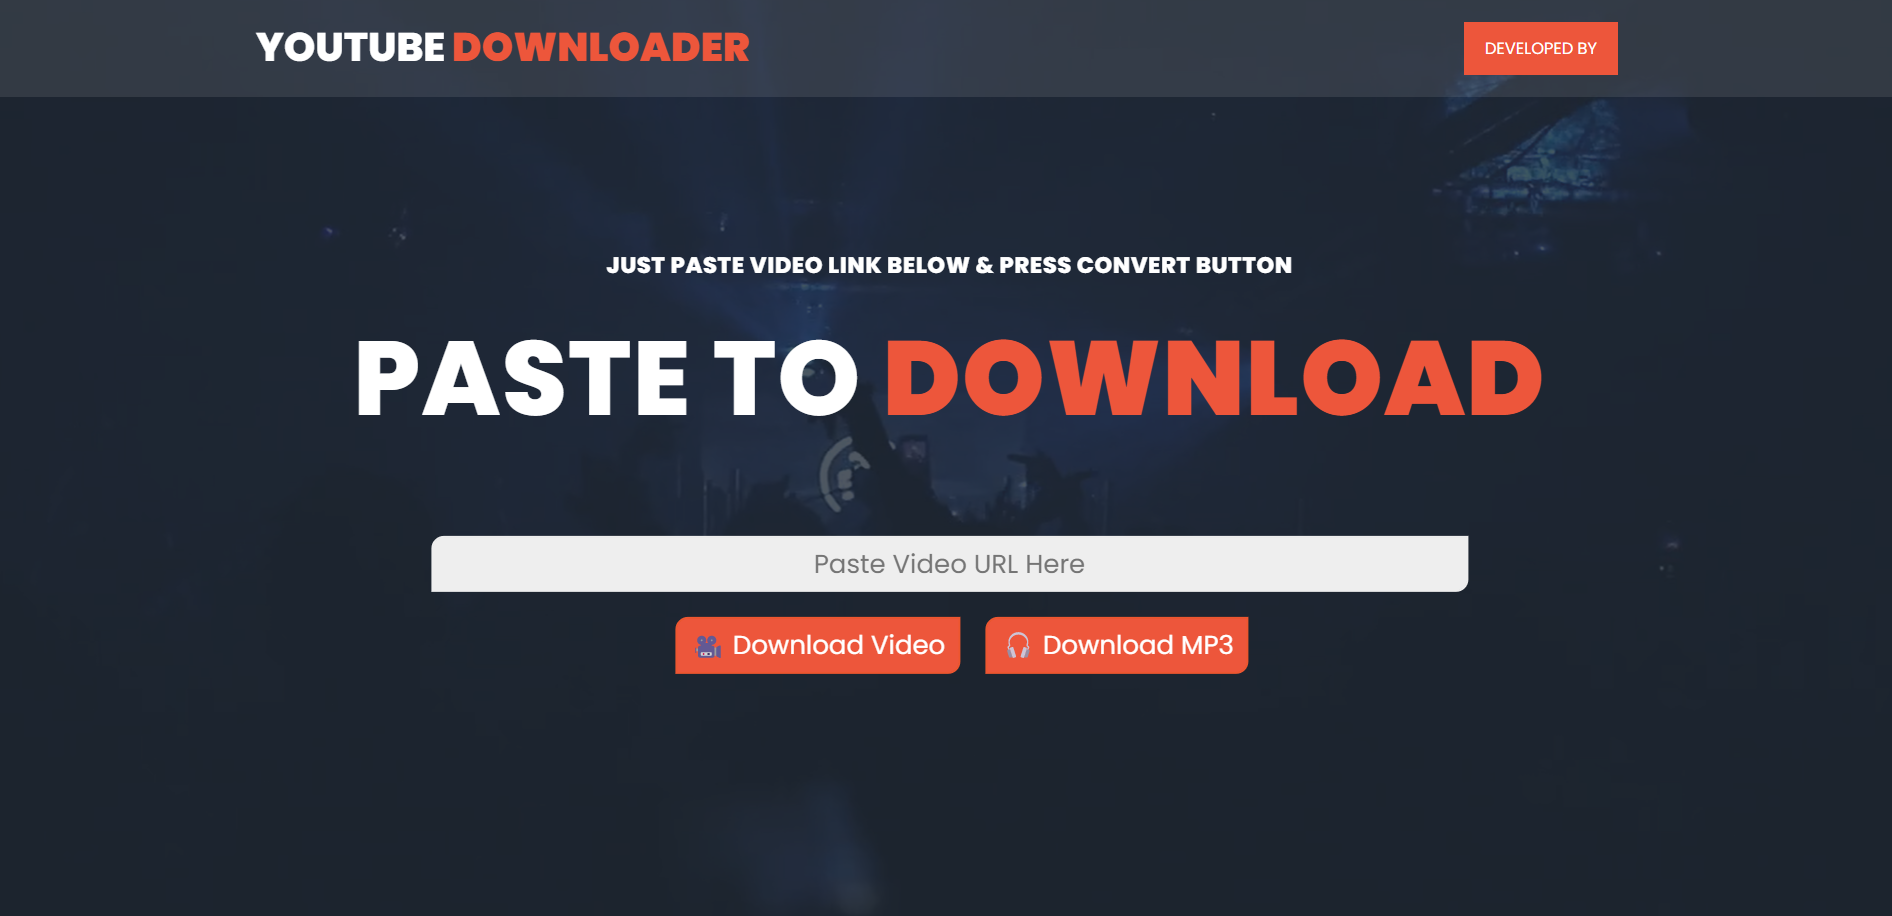 YOUTUBE DOWNLOADER
DEVELOPED BY
JUST PASTE VIDEO LINK BELOW & PRESS CONVERT BUTTON
PASTE TO DOWNLOAD
Paste Video URL Here
Download Video
Download MP3